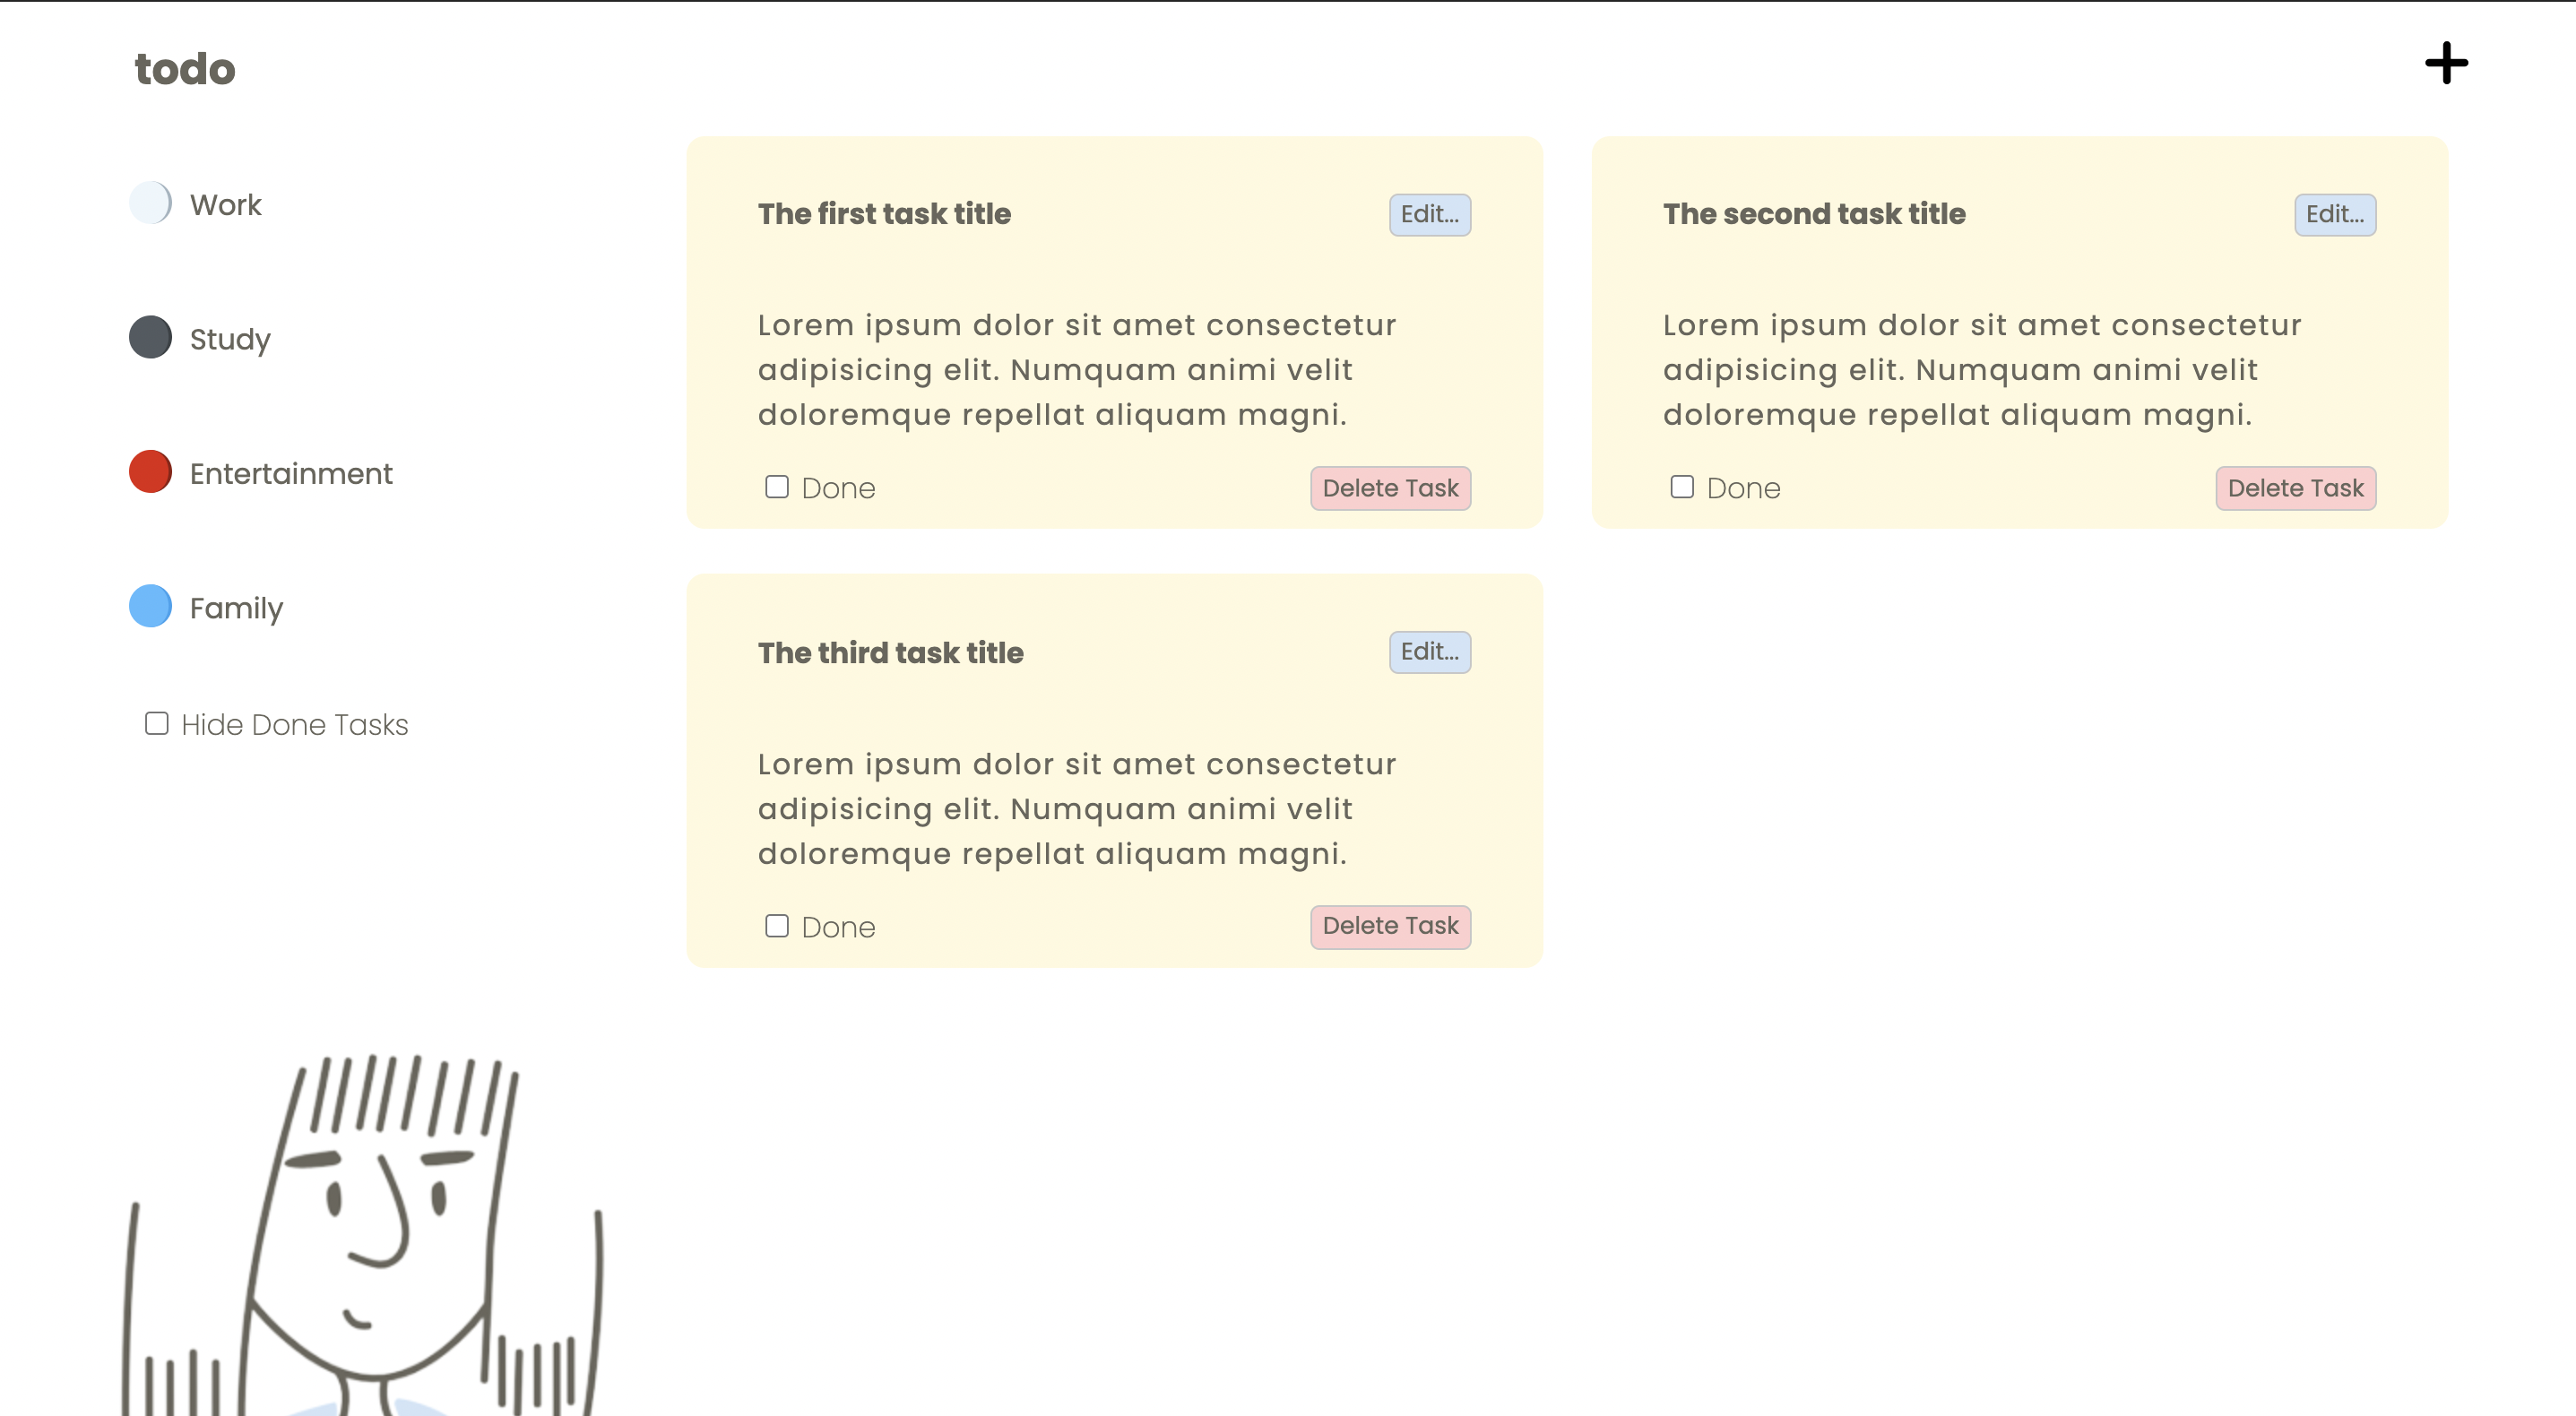 todo
Work
Study
Entertainment
Family
Hide Done Tasks
The first task title
Edit...
Lorem ipsum dolor sit amet consectetur
adipisicing elit. Numquam animi velit
doloremque repellat aliquam magni.
Done
Delete Task
The second task title
Edit...
Lorem ipsum dolor sit amet consectetur
adipisicing elit. Numquam animi velit
doloremque repellat aliquam magni.
Done
Delete Task
The third task title
Edit...
Lorem ipsum dolor sit amet consectetur
adipisicing elit. Numquam animi velit
doloremque repellat aliquam magni.
Done
Delete Task